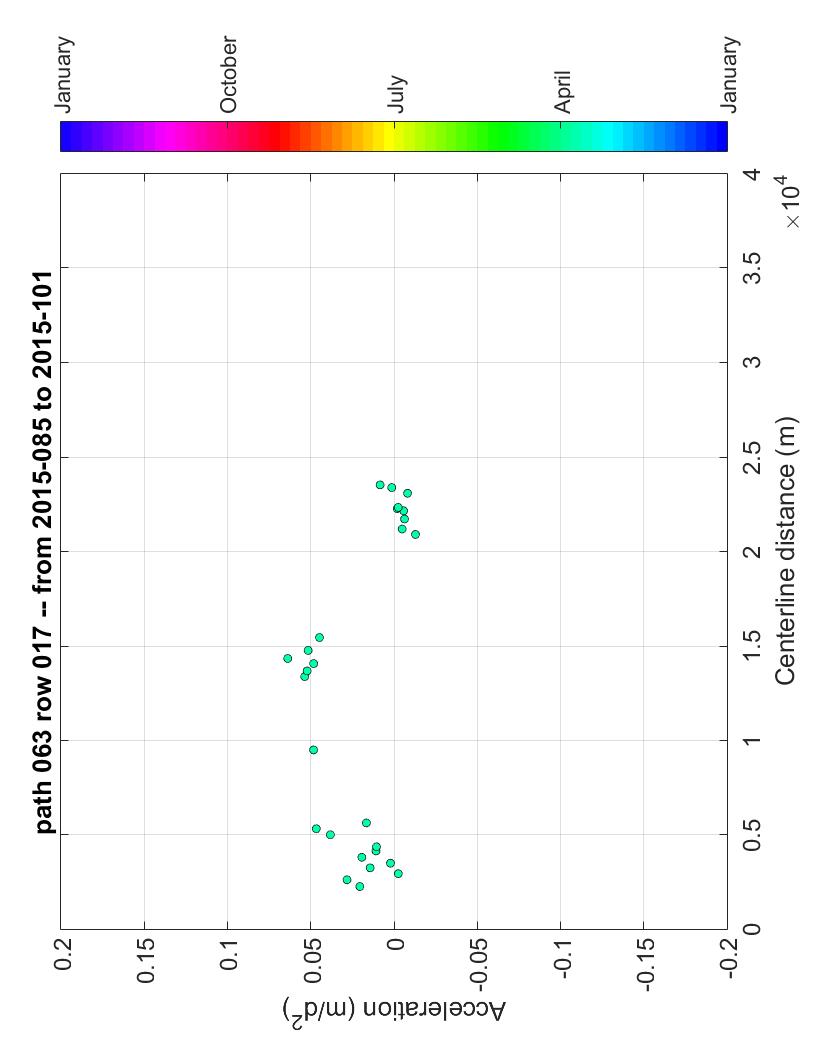 path 063 row 017 -- from 2015-085 to 2015-101
0.2
0.15
0.1
0.05
0
-0.05
-0.1
-0.15
-0.2
Acceleration (m/d²)
0
0.5
1
1.5
2
2.5
3
3.5
4
×10⁴
Centerline distance (m)
January
October
July
April
January